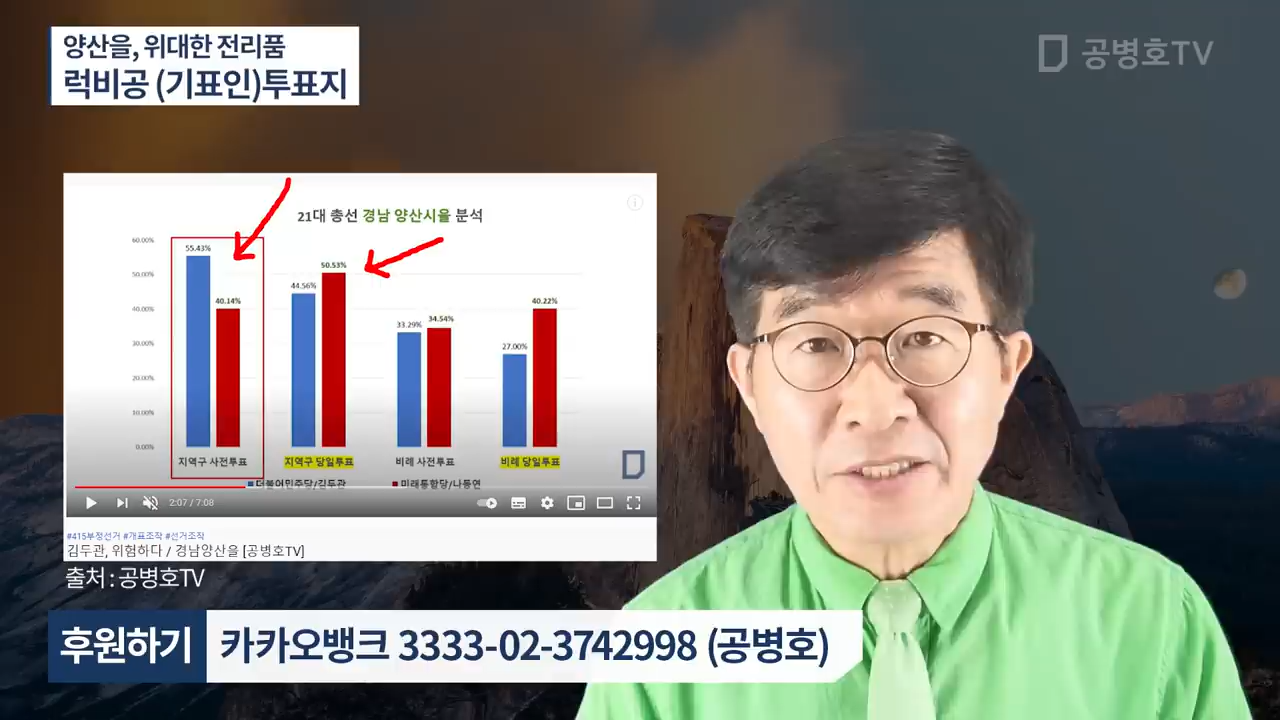 양산을, 위대한 전리품
럭비공 (기표인)투표지
공병호TV
21대 총선 경남 양산시을 분석
60.00%
50.00%
40.00%
30.00%
20.00%
10.00%
0.00%
55.43%
40.14%
44.56%
50.53%
33.29%
34.54%
27.00%
40.22%
지역구 사전투표
지역구 당일투표
비례 사전투표
비례 당일투표
더불어민주당/김두관
미래통합당/나동연
2:07 / 7:08
#415부정선거 #개표조작 #선거조작
김두관, 위험하다 / 경남양산을 [공병호TV]
출처 : 공병호TV
후원하기
카카오뱅크 3333-02-3742998 (공병호)